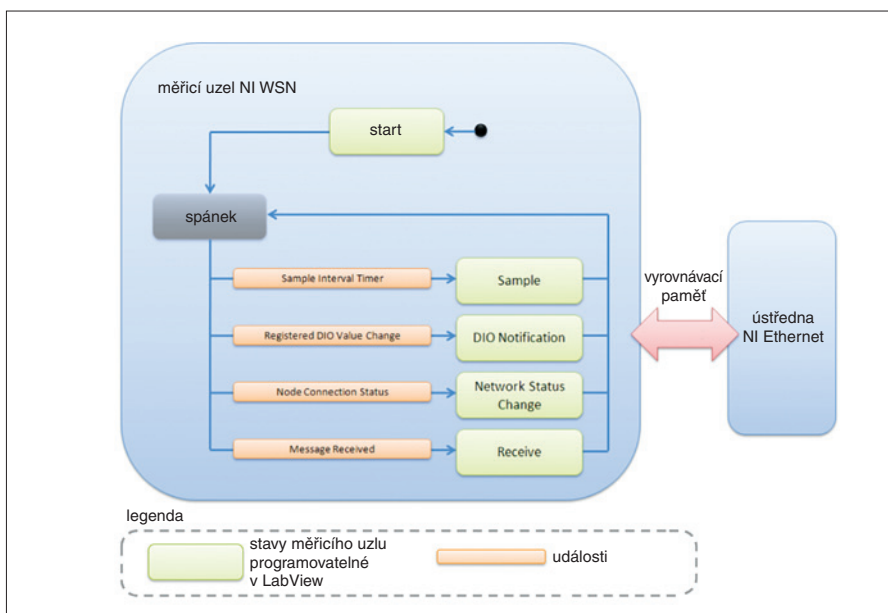 měřicí uzel NI WSN
start
spánek
Sample Interval Timer
Sample
Registered DIO Value Change
DIO Notification
Node Connection Status
Network Status
Change
Message Received
Receive
vyrovnávací
paměť
ústředna
NI Ethernet
legenda
stavy měřicího uzlu
programovatelné
v LabView
události